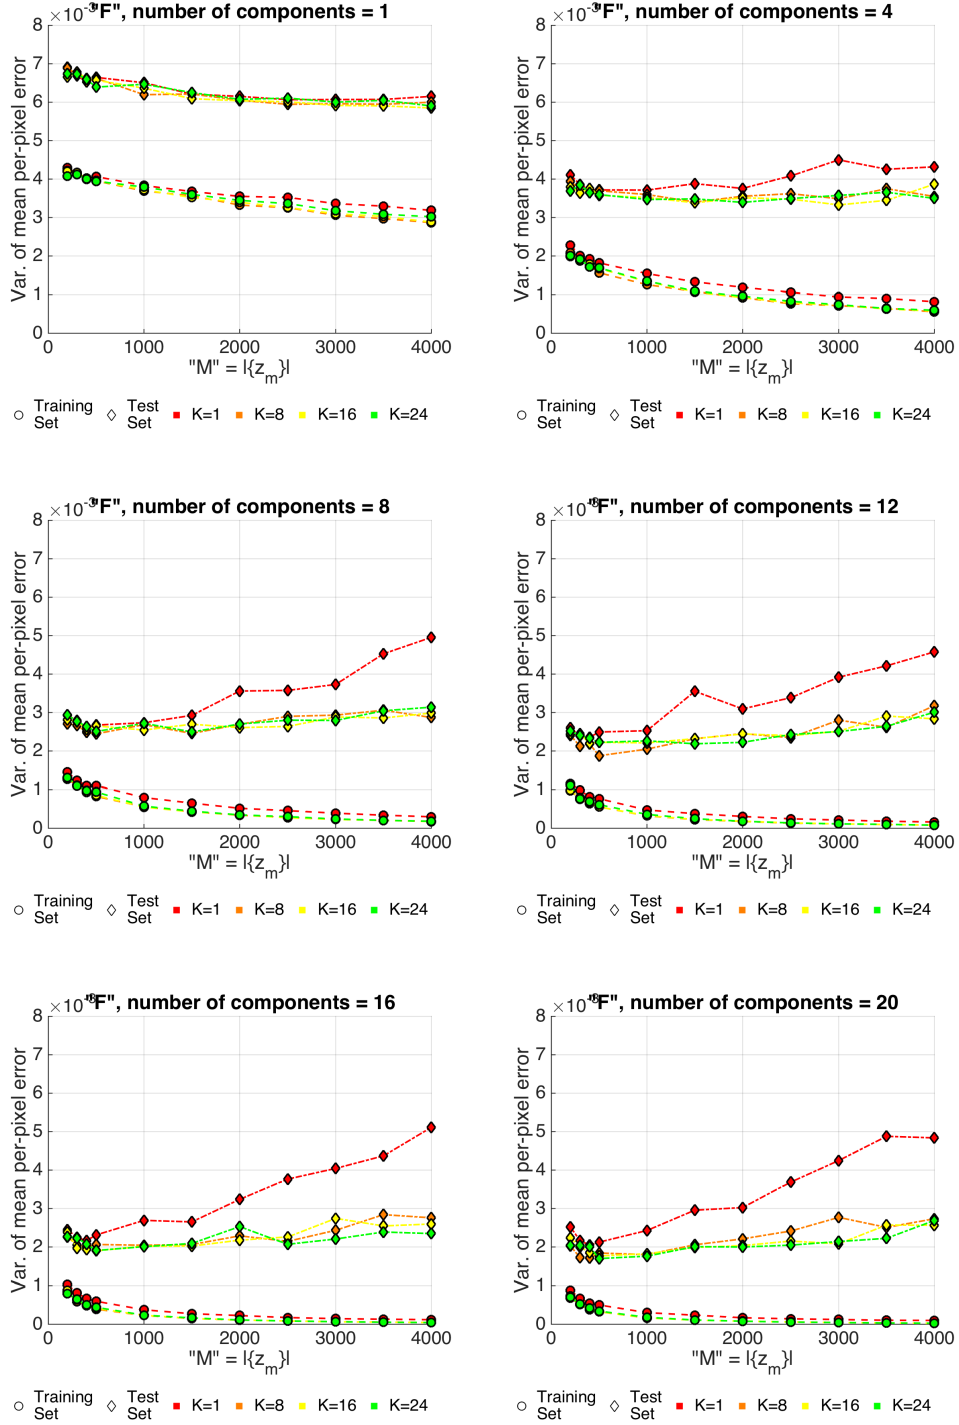 ×10⁻³
"F", number of components = 1
Var. of mean per-pixel error
8
7
6
5
4
3
2
1
0
0 1000 2000 3000 4000
"M" = |{z_m}|
Training Set
Test Set
K=1
K=8
K=16
K=24
×10⁻³
"F", number of components = 4
Var. of mean per-pixel error
8
7
6
5
4
3
2
1
0
0 1000 2000 3000 4000
"M" = |{z_m}|
Training Set
Test Set
K=1
K=8
K=16
K=24
×10⁻³
"F", number of components = 8
Var. of mean per-pixel error
8
7
6
5
4
3
2
1
0
0 1000 2000 3000 4000
"M" = |{z_m}|
Training Set
Test Set
K=1
K=8
K=16
K=24
×10⁻³
"F", number of components = 12
Var. of mean per-pixel error
8
7
6
5
4
3
2
1
0
0 1000 2000 3000 4000
"M" = |{z_m}|
Training Set
Test Set
K=1
K=8
K=16
K=24
×10⁻³
"F", number of components = 16
Var. of mean per-pixel error
8
7
6
5
4
3
2
1
0
0 1000 2000 3000 4000
"M" = |{z_m}|
Training Set
Test Set
K=1
K=8
K=16
K=24
×10⁻³
"F", number of components = 20
Var. of mean per-pixel error
8
7
6
5
4
3
2
1
0
0 1000 2000 3000 4000
"M" = |{z_m}|
Training Set
Test Set
K=1
K=8
K=16
K=24